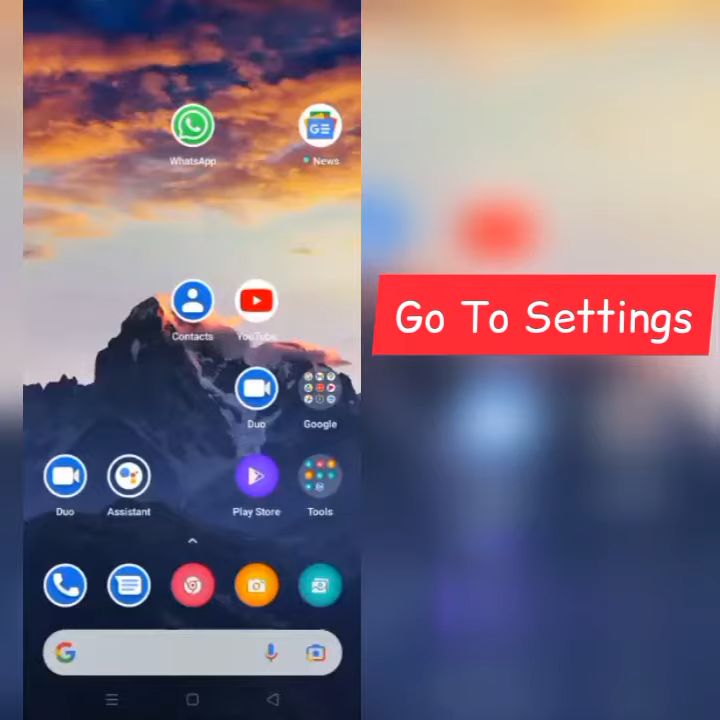 WhatsApp
News
Contacts
YouTube
Duo
Google
Duo
Assistant
Play Store
Tools
Go To Settings